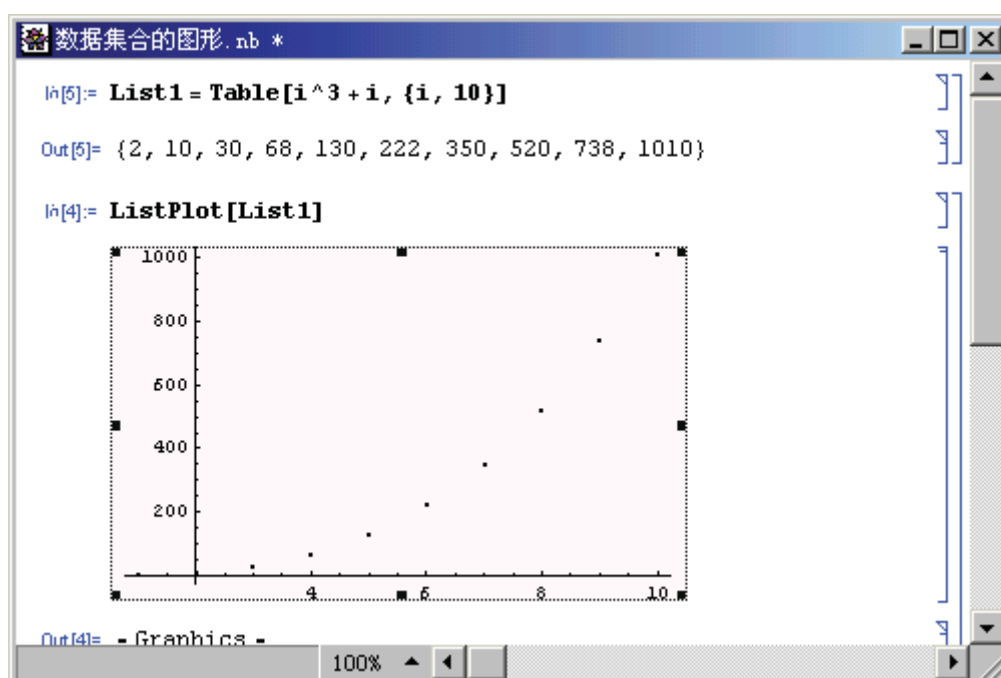 数据集合的图形.nb *
In[5]:= List1 = Table[i^3 + i, {i, 10}]
Out[5]= {2, 10, 30, 68, 130, 222, 350, 520, 738, 1010}
In[4]:= ListPlot[List1]
1000
800
600
400
200
4 6 8 10
Out[4]= - Graphics -
100%